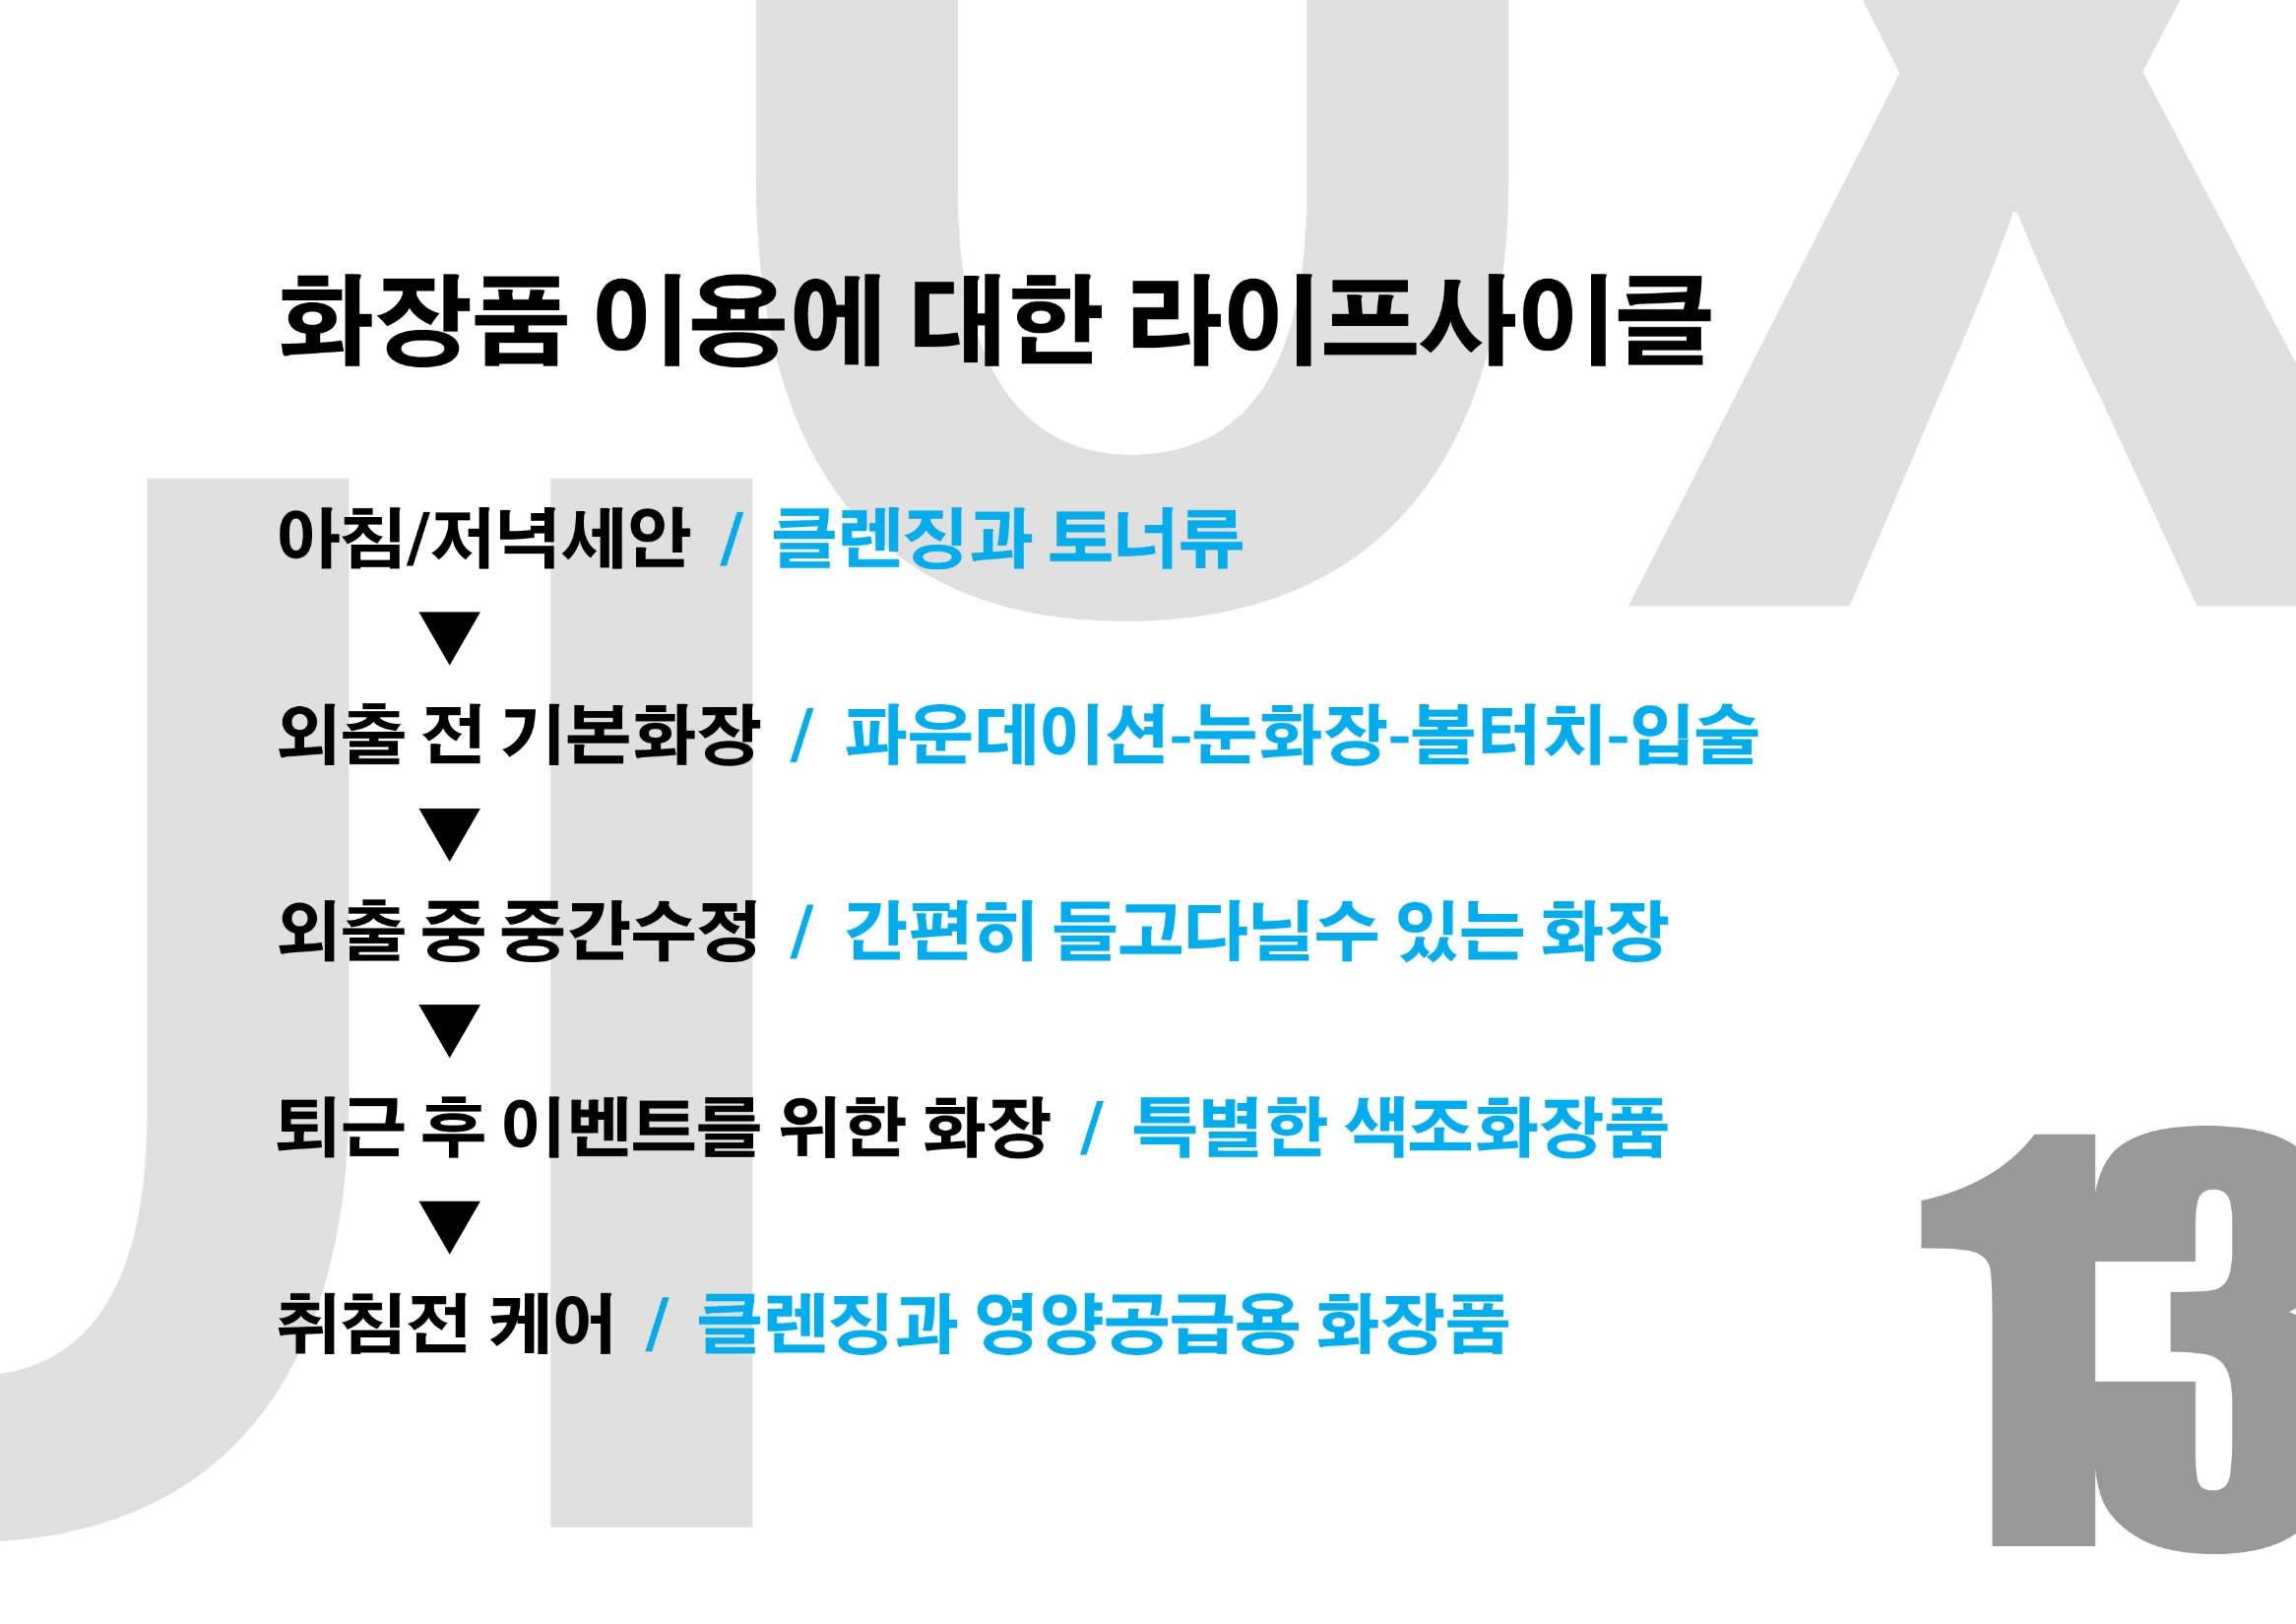 화장품 이용에 대한 라이프사이클
아침/저녁세안 / 클렌징과 토너류
▼
외출 전 기본화장 / 파운데이션-눈화장-볼터치-입술
▼
외출 중 중간수정 / 간편히 들고다닐수 있는 화장
▼
퇴근 후 이벤트를 위한 화장 / 특별한 색조화장품
▼
취침전 케어 / 클렌징과 영양공급용 화장품
13
UX
UI